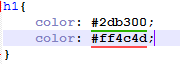 h1{
color: #2db300;
color: #ff4c4d;
}